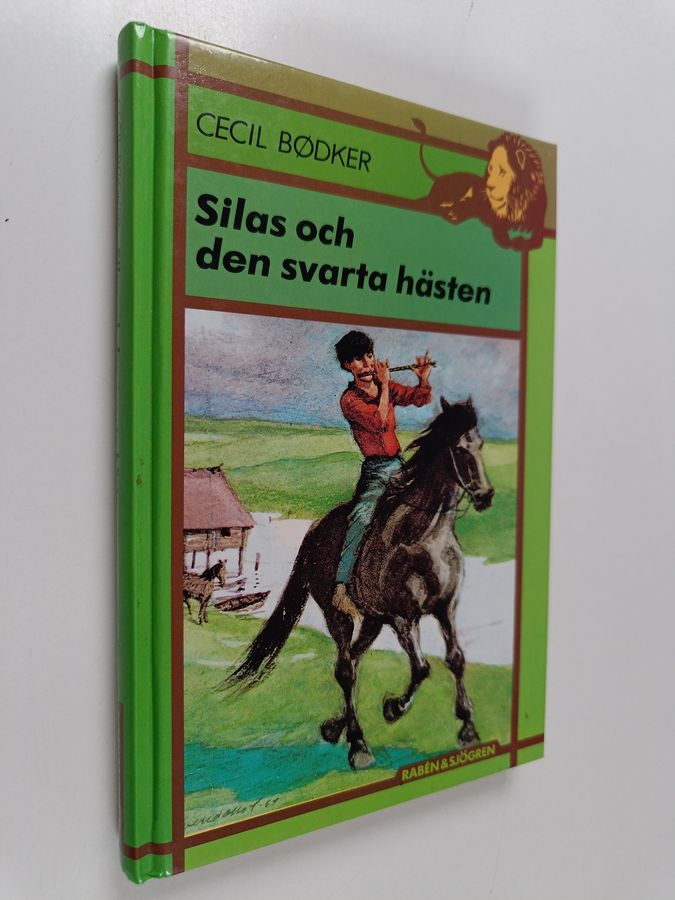 CECIL BØDKER
Silas och
den svarta hästen
RABÉN & SJÖGREN